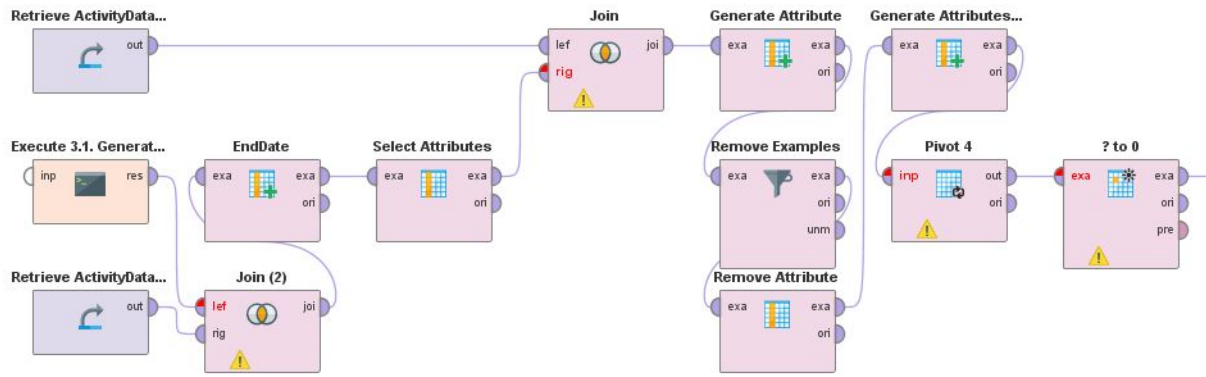 Retrieve ActivityData...
Join
Generate Attribute
Generate Attributes...
out
lef
joi
rig
exa
exa
ori
exa
exa
ori
Execute 3.1. Generat...
EndDate
Select Attributes
Remove Examples
Pivot 4
? to 0
inp
res
exa
exa
ori
exa
exa
ori
exa
exa
ori
unm
inp
out
ori
exa
exa
ori
pre
Retrieve ActivityData...
Join (2)
Remove Attribute
out
lef
joi
rig
exa
exa
ori